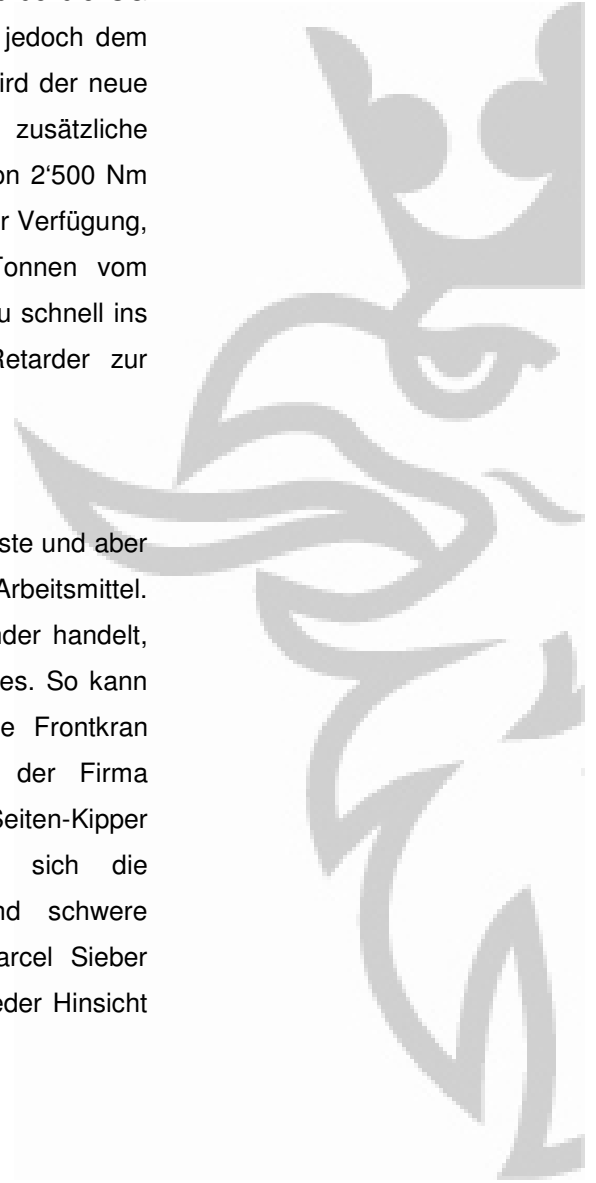 jedoch dem
ird der neue
zusätzliche
on 2‘500 Nm
r Verfügung,
Tonnen vom
u schnell ins
Retarder zur
ste und aber
Arbeitsmittel.
nder handelt,
es. So kann
e Frontkran
der Firma
Seiten-Kipper
sich die
nd schwere
arcel Sieber
eder Hinsicht